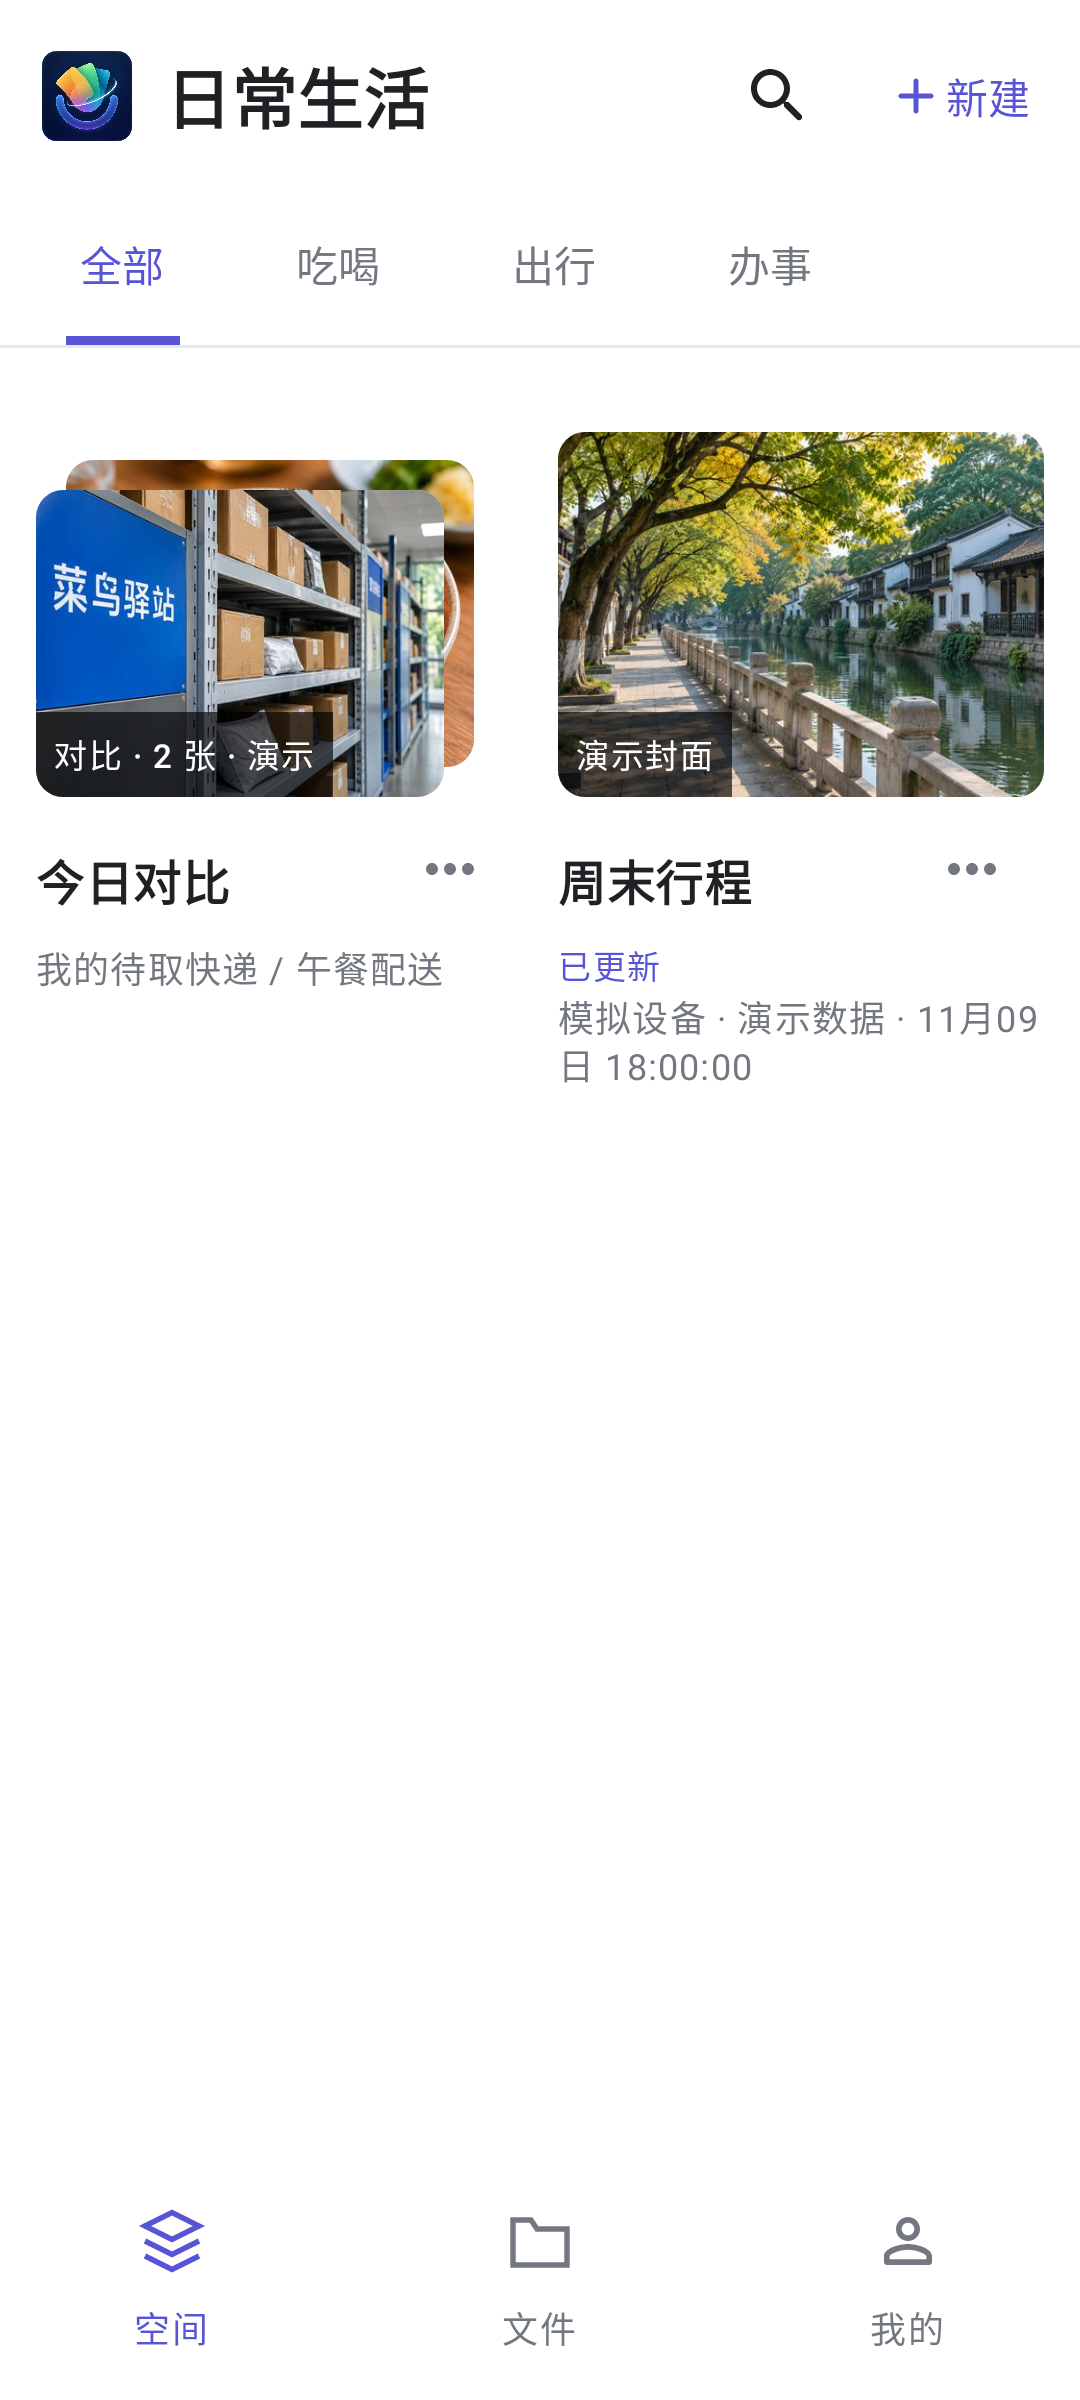 日常生活
新建
全部
吃喝
出行
办事
菜鸟驿站
对比 · 2 张 · 演示
演示封面
今日对比
周末行程
我的待取快递 / 午餐配送
已更新
模拟设备 · 演示数据 · 11月09
日 18:00:00
空间
文件
我的